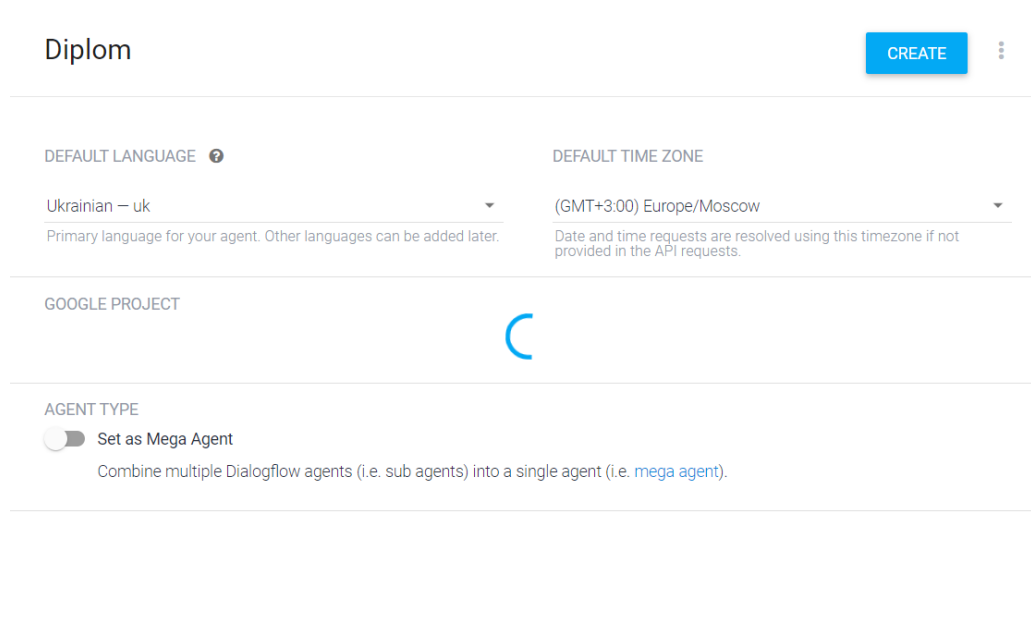 Diplom
CREATE
DEFAULT LANGUAGE ?
DEFAULT TIME ZONE
Ukrainian — uk
(GMT+3:00) Europe/Moscow
Primary language for your agent. Other languages can be added later.
Date and time requests are resolved using this timezone if not
provided in the API requests.
GOOGLE PROJECT
AGENT TYPE
Set as Mega Agent
Combine multiple Dialogflow agents (i.e. sub agents) into a single agent (i.e. mega agent).